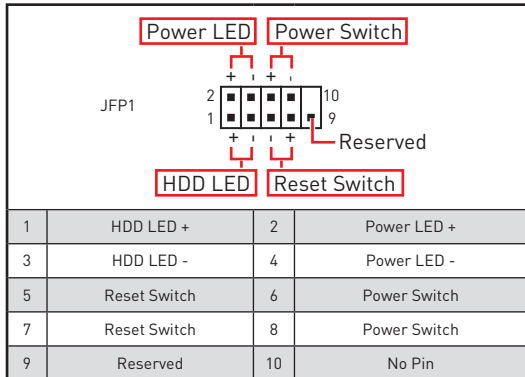 Power LED Power Switch
+ - + -
JFP1
2 10
1 9
+ - - +
Reserved
HDD LED Reset Switch
1 HDD LED + 2 Power LED +
3 HDD LED - 4 Power LED -
5 Reset Switch 6 Power Switch
7 Reset Switch 8 Power Switch
9 Reserved 10 No Pin